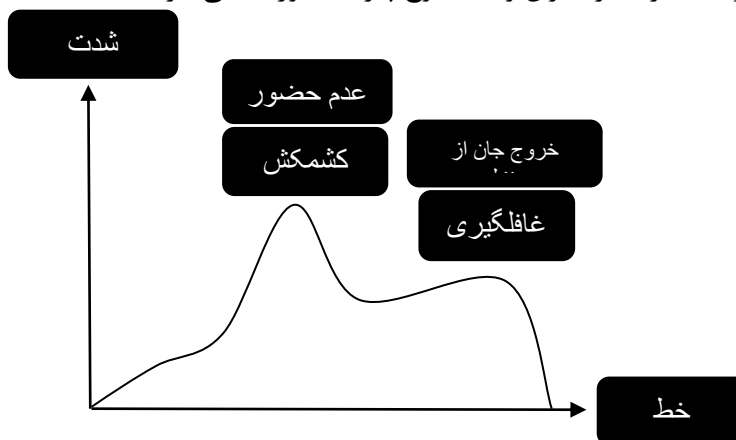 شدت
عدم حضور
کشمکش
خروج جان از
غافلگیری
خط